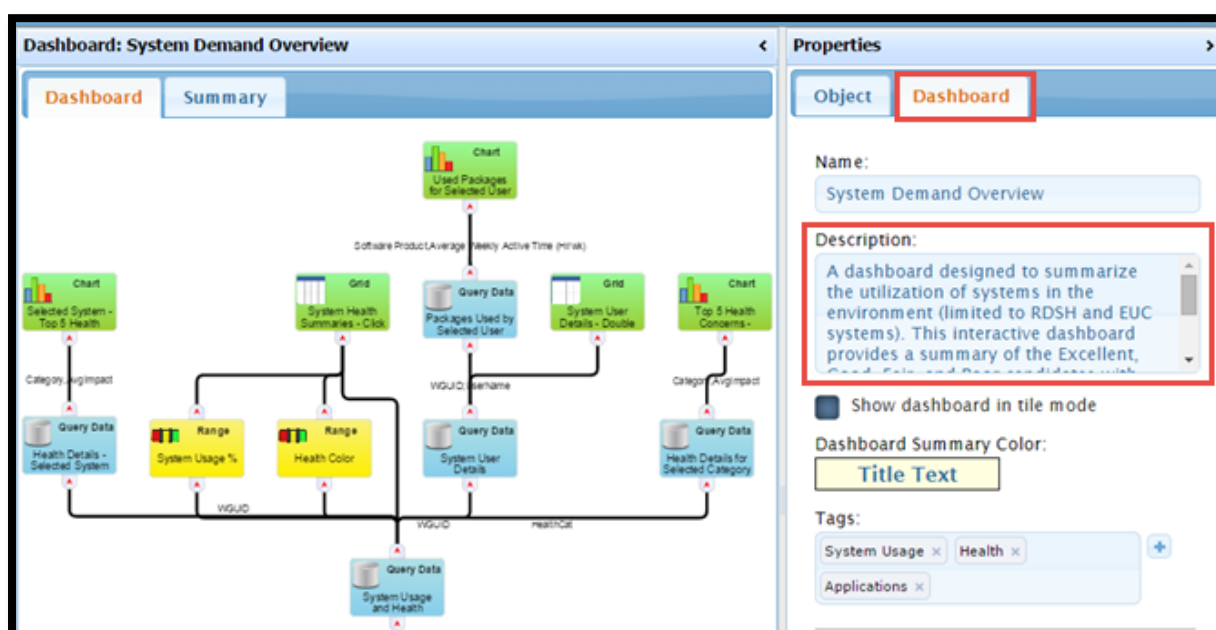 Dashboard: System Demand Overview
Dashboard
Summary
Chart
Used Packages
for Selected User
Software Product,Average Weekly Active Time (Hr/wk)
Chart
Selected System -
Top 5 Health
Grid
System Health
Summaries - Click
Query Data
Packages Used by
Selected User
Grid
System User
Details - Double
Chart
Top 5 Health
Concerns -
Category,AvgImpact
WGUID;Username
Category,AvgImpact
Query Data
Health Details -
Selected System
Range
System Usage %
Range
Health Color
Query Data
System User
Details
Query Data
Health Details for
Selected Category
WGUID
WGUID
HealthCat
Query Data
System Usage
and Health
Properties
Object
Dashboard
Name:
System Demand Overview
Description:
A dashboard designed to summarize
the utilization of systems in the
environment (limited to RDSH and EUC
systems). This interactive dashboard
provides a summary of the Excellent,
Good, Fair, and Poor candidates with
Show dashboard in tile mode
Dashboard Summary Color:
Title Text
Tags:
System Usage ×
Health ×
Applications ×